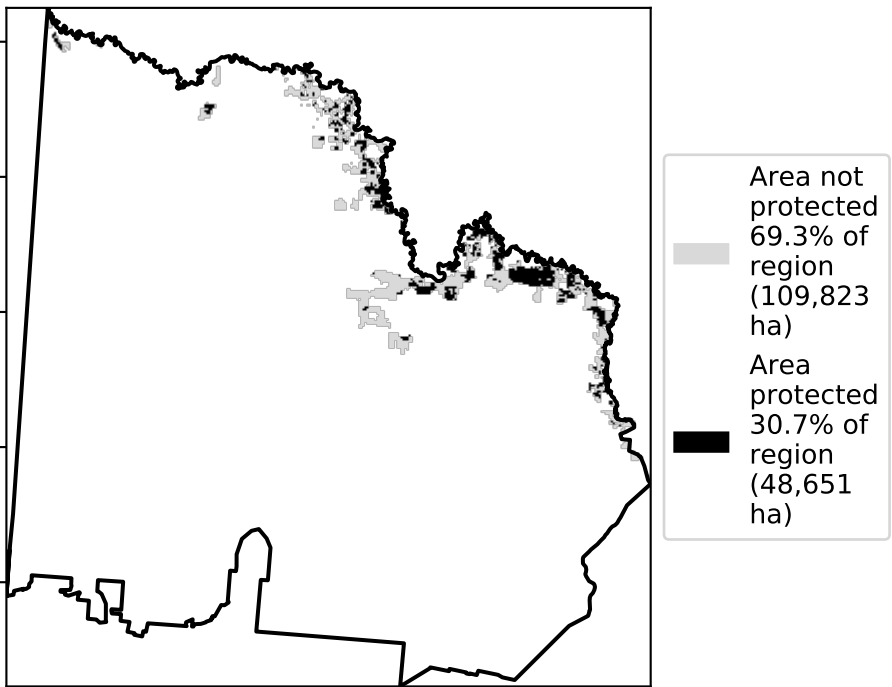 Area not
protected
69.3% of
region
(109,823
ha)
Area
protected
30.7% of
region
(48,651
ha)